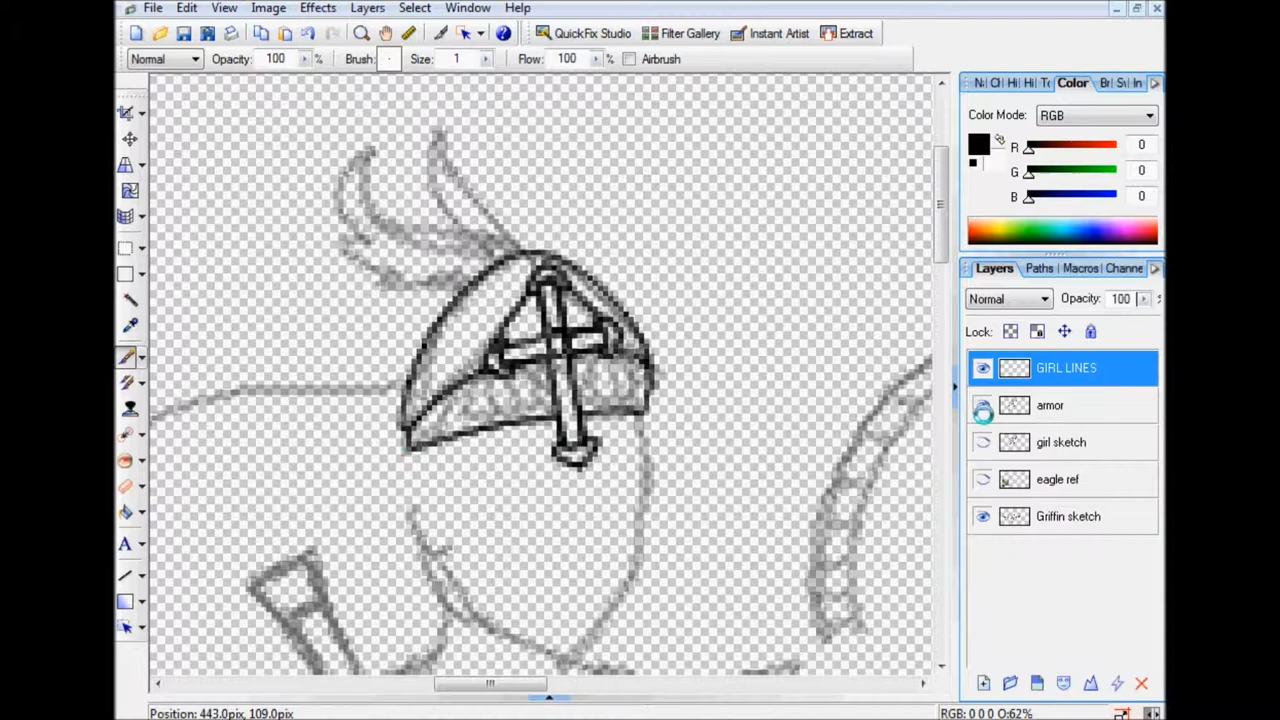 File Edit View Image Effects Layers Select Window Help
QuickFix Studio Filter Gallery Instant Artist Extract
Normal Opacity: 100 % Brush: Size: 1 Flow: 100 % Airbrush
Color
Color Mode: RGB
R 0
G 0
B 0
Layers Paths Macros Channe
Normal Opacity: 100 %
Lock:
GIRL LINES
armor
girl sketch
eagle ref
Griffin sketch
A
Position: 443.0pix, 109.0pix RGB: 0 0 0 O:62%